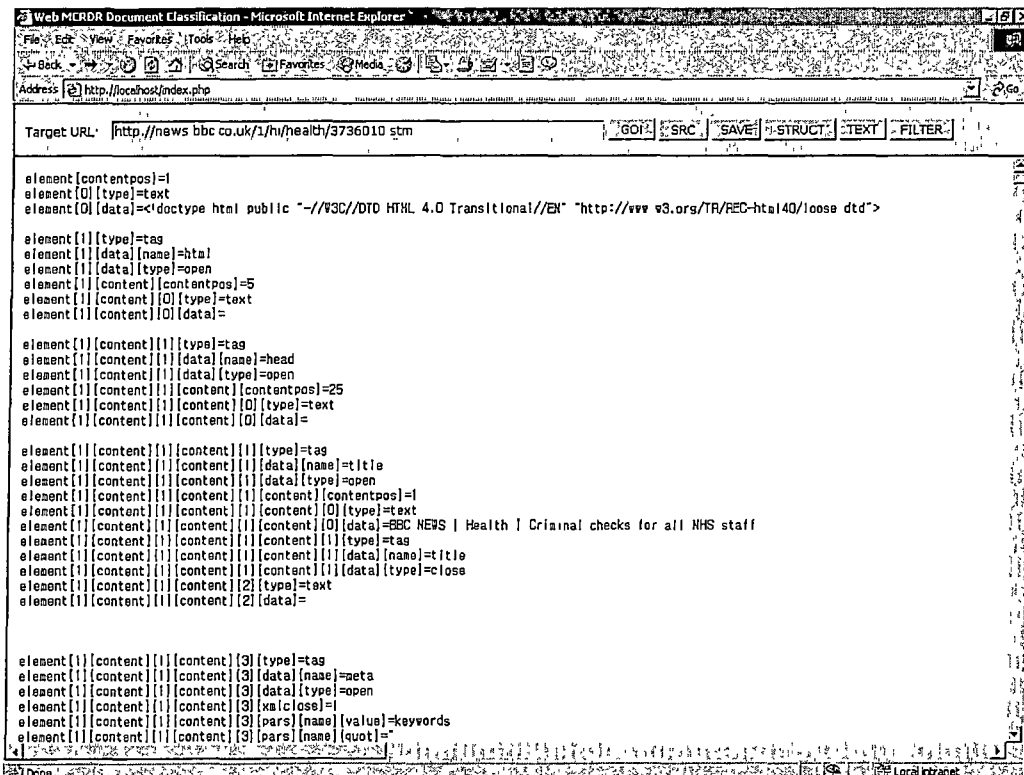 Web MCRDR Document Classification - Microsoft Internet Explorer
File Edit View Favorites Tools Help
Back Search Favorites Media
Address http://localhost/index.php Go
Target URL: http://news bbc co.uk/1/hi/health/3736010 stm GO! SRC SAVE STRUCT TEXT FILTER
element[contentpos]=1
element[0][type]=text
element[0][data]=<!doctype html public "-//W3C//DTD HTML 4.0 Transitional//EN" "http://www w3.org/TR/REC-html40/loose dtd">
element[1][type]=tag
element[1][data][name]=html
element[1][data][type]=open
element[1][content][contentpos]=5
element[1][content][0][type]=text
element[1][content][0][data]=
element[1][content][1][type]=tag
element[1][content][1][data][name]=head
element[1][content][1][data][type]=open
element[1][content][1][content][contentpos]=25
element[1][content][1][content][0][type]=text
element[1][content][1][content][0][data]=
element[1][content][1][content][1][type]=tag
element[1][content][1][content][1][data][name]=title
element[1][content][1][content][1][data][type]=open
element[1][content][1][content][1][content][contentpos]=1
element[1][content][1][content][1][content][0][type]=text
element[1][content][1][content][1][content][0][data]=BBC NEWS | Health | Criminal checks for all NHS staff
element[1][content][1][content][1][content][1][type]=tag
element[1][content][1][content][1][content][1][data][name]=title
element[1][content][1][content][1][content][1][data][type]=close
element[1][content][1][content][2][type]=text
element[1][content][1][content][2][data]=
element[1][content][1][content][3][type]=tag
element[1][content][1][content][3][data][name]=meta
element[1][content][1][content][3][data][type]=open
element[1][content][1][content][3][xmlclose]=1
element[1][content][1][content][3][pars][name][value]=keywords
element[1][content][1][content][3][pars][name][quot]="
Done Local intranet